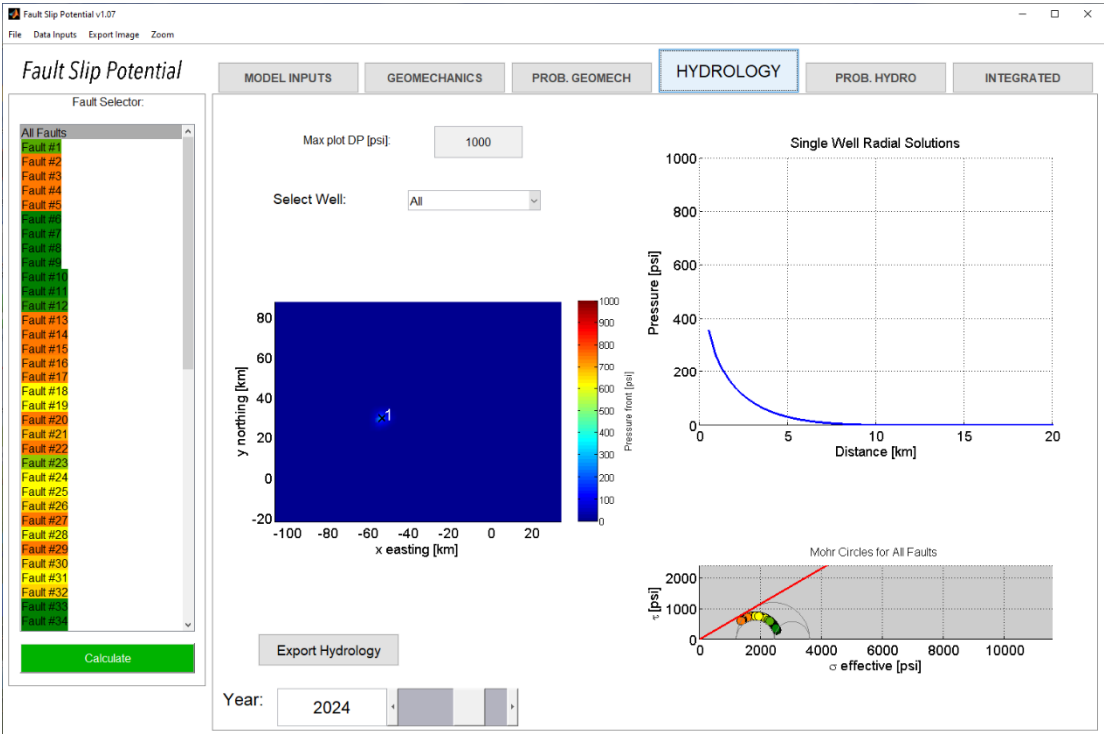 Fault Slip Potential v1.07
File Data Inputs Export Image Zoom
Fault Slip Potential
MODEL INPUTS GEOMECHANICS PROB. GEOMECH HYDROLOGY PROB. HYDRO INTEGRATED
Fault Selector:
All Faults
Fault #1
Fault #2
Fault #3
Fault #4
Fault #5
Fault #6
Fault #7
Fault #8
Fault #9
Fault #10
Fault #11
Fault #12
Fault #13
Fault #14
Fault #15
Fault #16
Fault #17
Fault #18
Fault #19
Fault #20
Fault #21
Fault #22
Fault #23
Fault #24
Fault #25
Fault #26
Fault #27
Fault #28
Fault #29
Fault #30
Fault #31
Fault #32
Fault #33
Fault #34
Calculate
Max plot DP [psi]: 1000
Select Well: All
80
60
40
20
0
-20
y northing [km]
1
-100 -80 -60 -40 -20 0 20
x easting [km]
1000
900
800
700
600
500
400
300
200
100
0
Pressure front [psi]
Export Hydrology
Year: 2024
Single Well Radial Solutions
1000
800
600
400
200
0
Pressure [psi]
0 5 10 15 20
Distance [km]
Mohr Circles for All Faults
2000
1000
0
τ [psi]
0 2000 4000 6000 8000 10000
σ effective [psi]